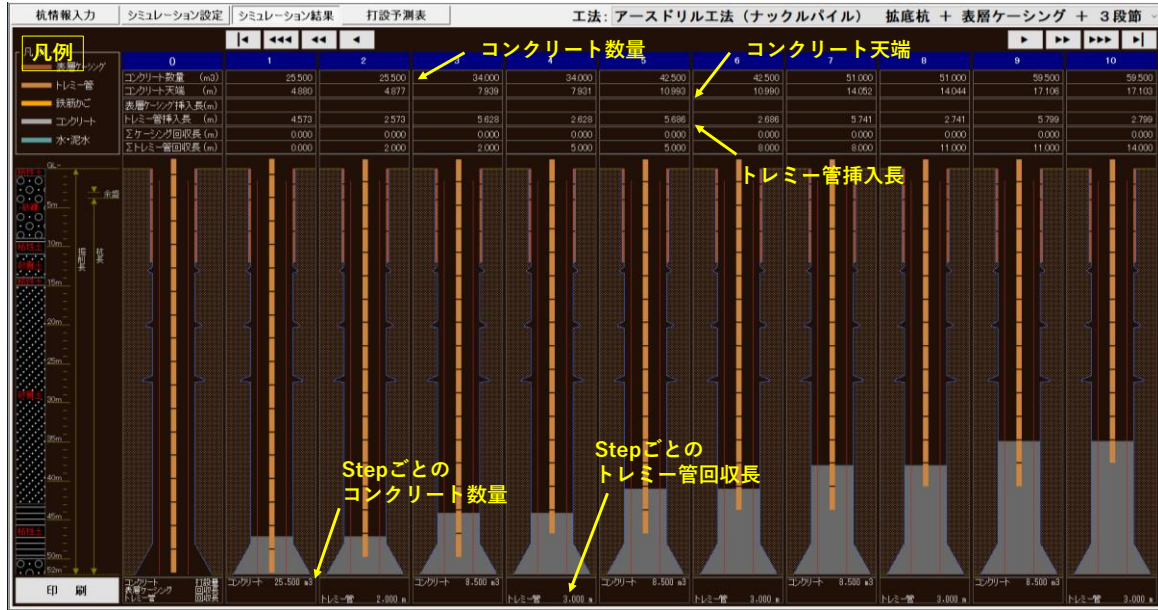 杭情報入力 シミュレーション設定 シミュレーション結果 打設予測表 工法: アースドリル工法（ナックルパイル） 拡底杭 ＋ 表層ケーシング ＋ ３段節
凡例
表層ケーシング
トレミー管
鉄筋かご
コンクリート
水・泥水
コンクリート数量
コンクリート天端
0 1 2 3 4 5 6 7 8 9 10
コンクリート数量 (m3) 25.500 25.500 34.000 34.000 42.500 42.500 51.000 51.000 59.500 59.500
コンクリート天端 (m) 4.880 4.877 7.939 7.931 10.993 10.990 14.052 14.044 17.106 17.103
表層ケーシング挿入長(m)
トレミー管挿入長 (m) 4.573 2.573 5.628 2.628 5.686 2.686 5.741 2.741 5.799 2.799
Σケーシング回収長 (m) 0.000 0.000 0.000 0.000 0.000 0.000 0.000 0.000 0.000 0.000
Σトレミー管回収長 (m) 0.000 2.000 2.000 5.000 5.000 8.000 8.000 11.000 11.000 14.000
トレミー管挿入長
GL-
粘性土
余盛
5m
砂礫
10m
粘性土
掘削長
杭長
15m
粘性土
25m
30m
35m
40m
45m
粘性土
50m
52m
Stepごとの
コンクリート数量
Stepごとの
トレミー管回収長
印 刷
コンクリート 打設量 コンクリート 25.500 m3 コンクリート 8.500 m3 コンクリート 8.500 m3 コンクリート 8.500 m3 コンクリート 8.500 m3
表層ケーシング 回収長
トレミー管 回収長 トレミー管 2.000 m トレミー管 3.000 m トレミー管 3.000 m トレミー管 3.000 m トレミー管 3.000 m